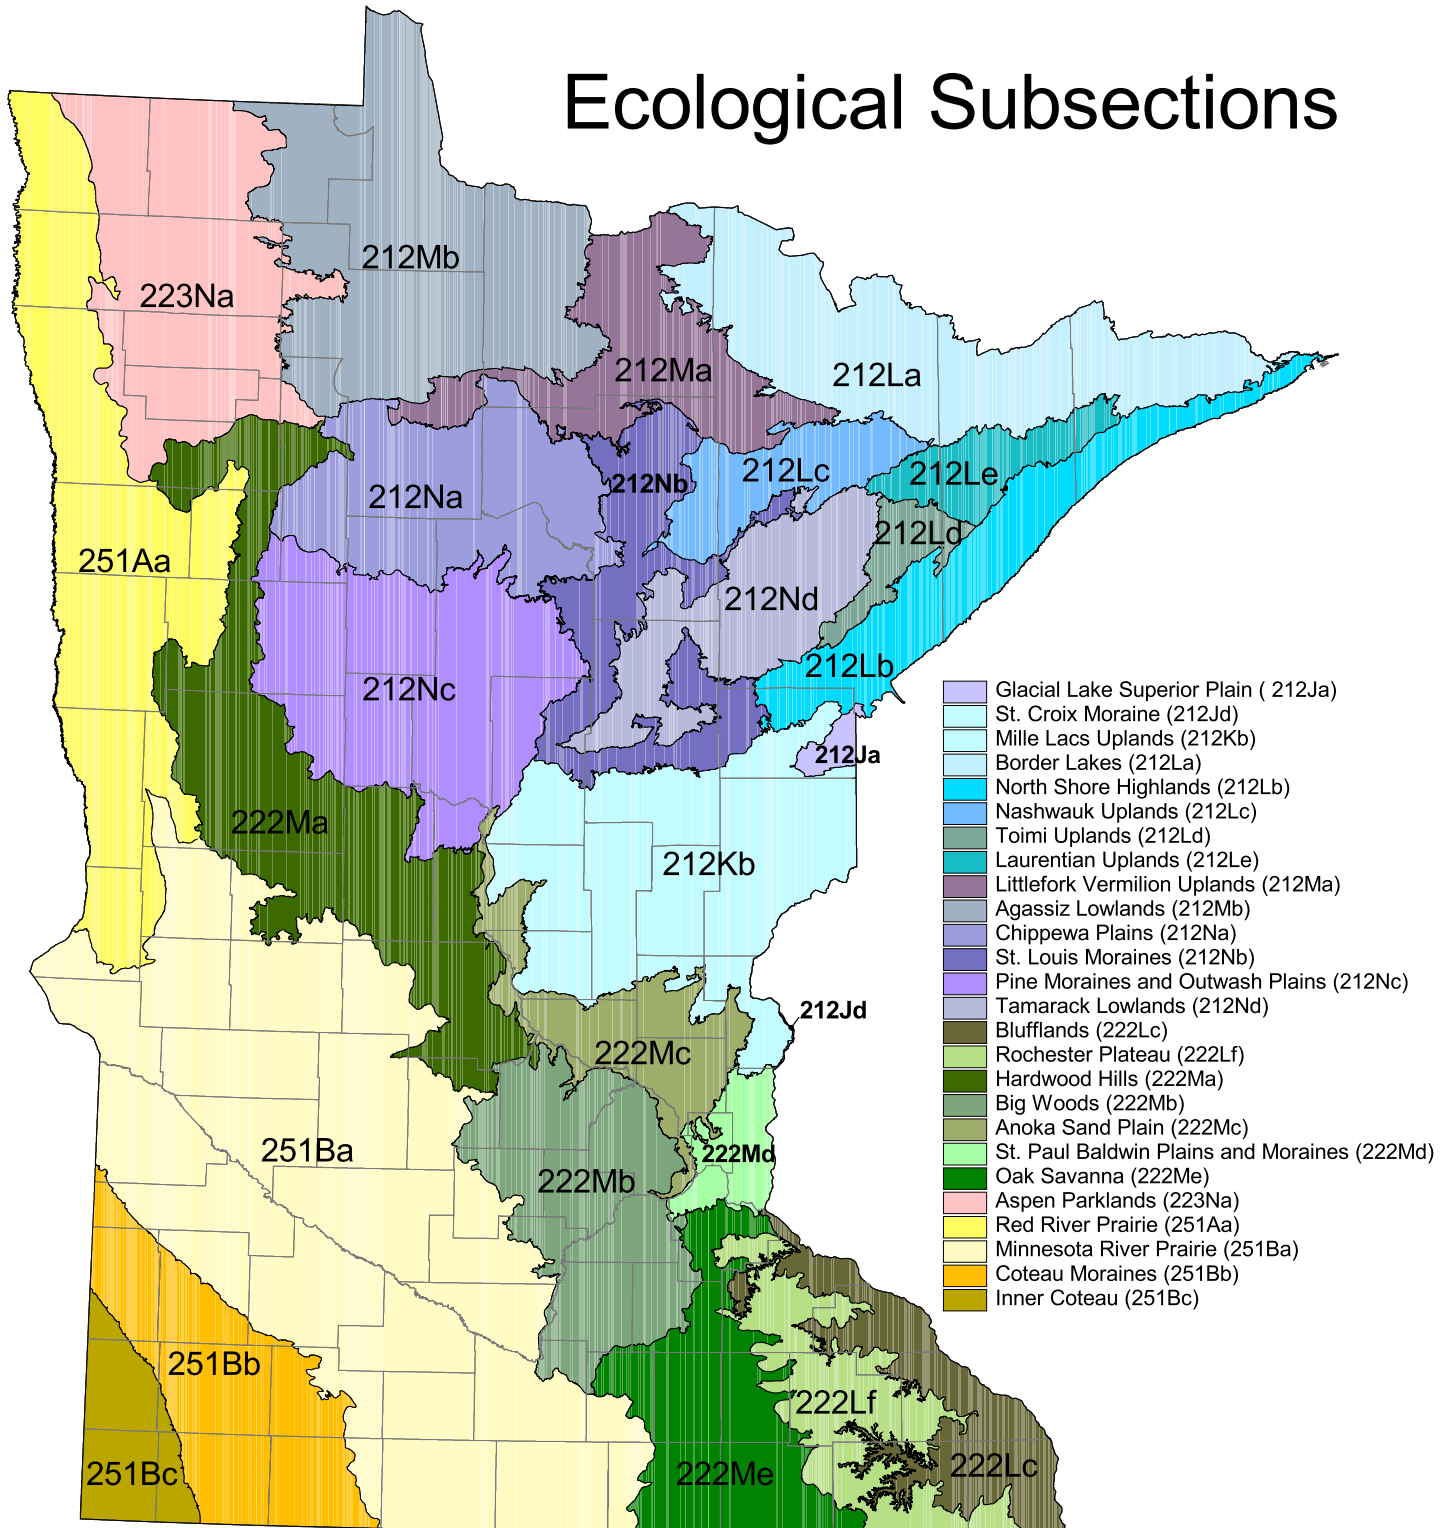 Ecological Subsections
212Mb
223Na
212Ma
212La
212Nb
212Lc
212Le
212Na
212Ld
251Aa
212Nd
212Lb
212Nc
212Ja
222Ma
212Kb
212Jd
222Mc
251Ba
222Md
222Mb
251Bb
222Lf
251Bc
222Me
222Lc
Glacial Lake Superior Plain ( 212Ja)
St. Croix Moraine (212Jd)
Mille Lacs Uplands (212Kb)
Border Lakes (212La)
North Shore Highlands (212Lb)
Nashwauk Uplands (212Lc)
Toimi Uplands (212Ld)
Laurentian Uplands (212Le)
Littlefork Vermilion Uplands (212Ma)
Agassiz Lowlands (212Mb)
Chippewa Plains (212Na)
St. Louis Moraines (212Nb)
Pine Moraines and Outwash Plains (212Nc)
Tamarack Lowlands (212Nd)
Blufflands (222Lc)
Rochester Plateau (222Lf)
Hardwood Hills (222Ma)
Big Woods (222Mb)
Anoka Sand Plain (222Mc)
St. Paul Baldwin Plains and Moraines (222Md)
Oak Savanna (222Me)
Aspen Parklands (223Na)
Red River Prairie (251Aa)
Minnesota River Prairie (251Ba)
Coteau Moraines (251Bb)
Inner Coteau (251Bc)